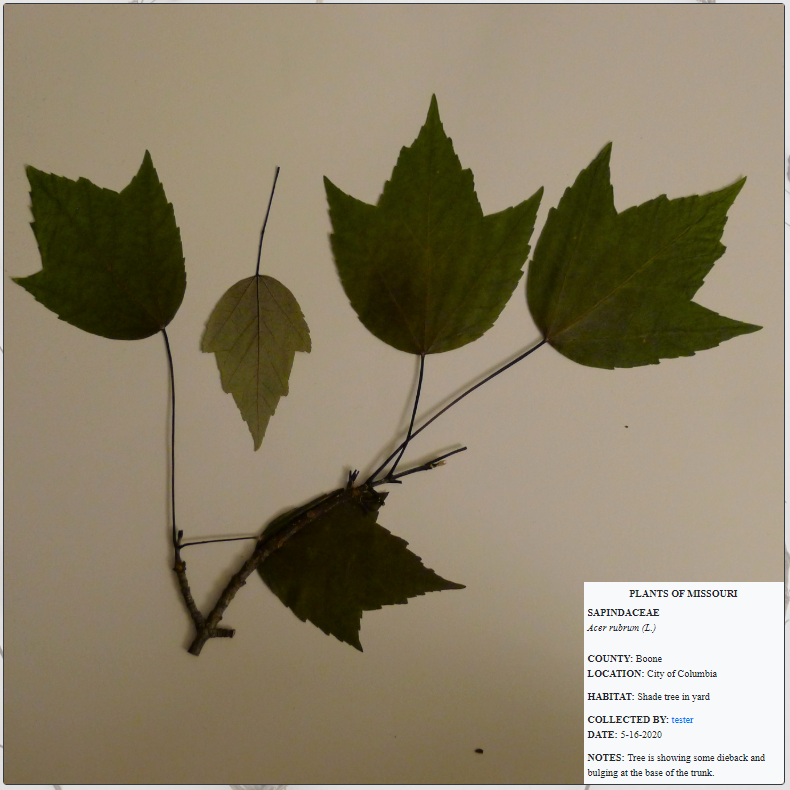 PLANTS OF MISSOURI
SAPINDACEAE
Acer rubrum (L.)
COUNTY: Boone
LOCATION: City of Columbia
HABITAT: Shade tree in yard
COLLECTED BY: tester
DATE: 5-16-2020
NOTES: Tree is showing some dieback and
bulging at the base of the trunk.